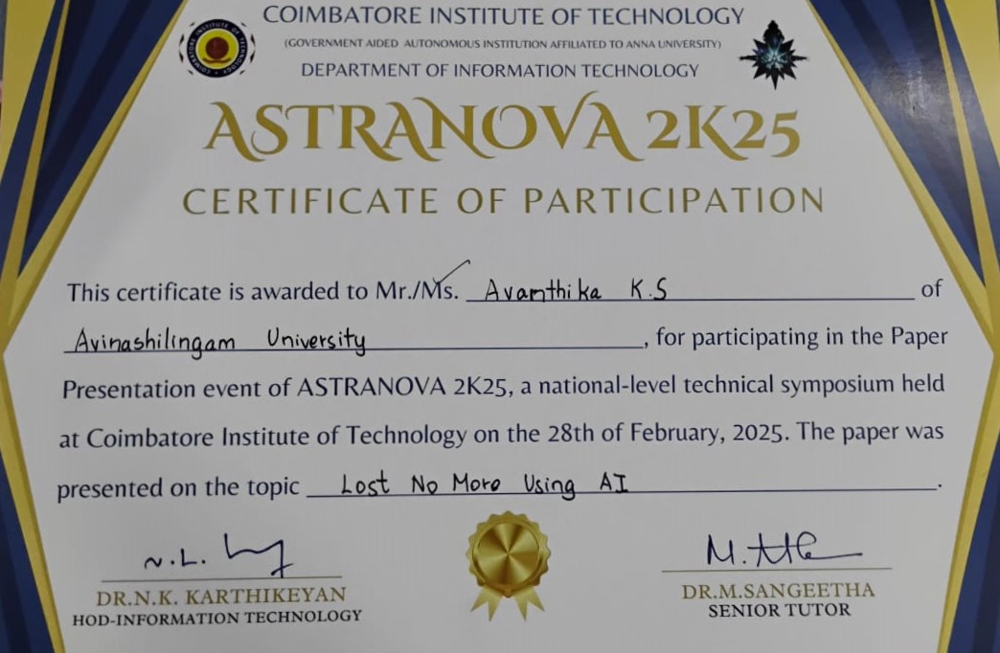 COIMBATORE INSTITUTE OF TECHNOLOGY
(GOVERNMENT AIDED AUTONOMOUS INSTITUTION AFFILIATED TO ANNA UNIVERSITY)
DEPARTMENT OF INFORMATION TECHNOLOGY
ASTRANOVA 2K25
CERTIFICATE OF PARTICIPATION
This certificate is awarded to Mr./Ms. Avanthika K.S of
Avinashilingam University, for participating in the Paper
Presentation event of ASTRANOVA 2K25, a national-level technical symposium held
at Coimbatore Institute of Technology on the 28th of February, 2025. The paper was
presented on the topic Lost No More Using AI.
DR.N.K. KARTHIKEYAN
HOD-INFORMATION TECHNOLOGY
DR.M.SANGEETHA
SENIOR TUTOR